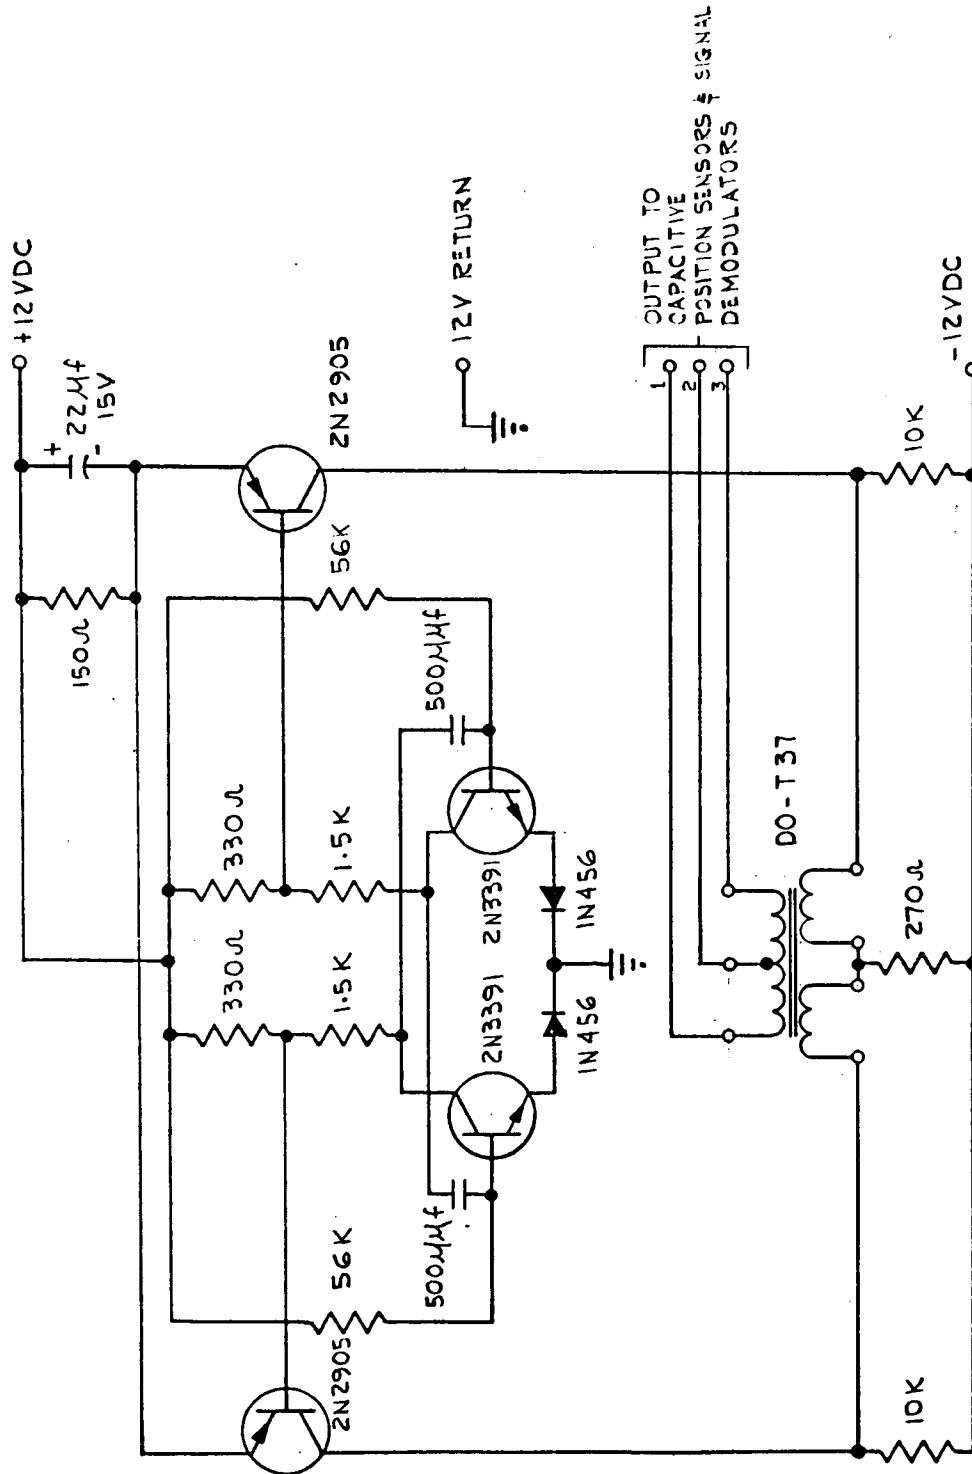 +12VDC
22µf
+
-
15V
150Ω
2N2905
56K
12V RETURN
330Ω
330Ω
500µµf
1.5K
1.5K
2N3391
2N3391
1N456
1N456
500µµf
56K
2N2905
OUTPUT TO
CAPACITIVE
POSITION SENSORS & SIGNAL
DEMODULATORS
1
2
3
DO-T37
270Ω
10K
10K
-12VDC